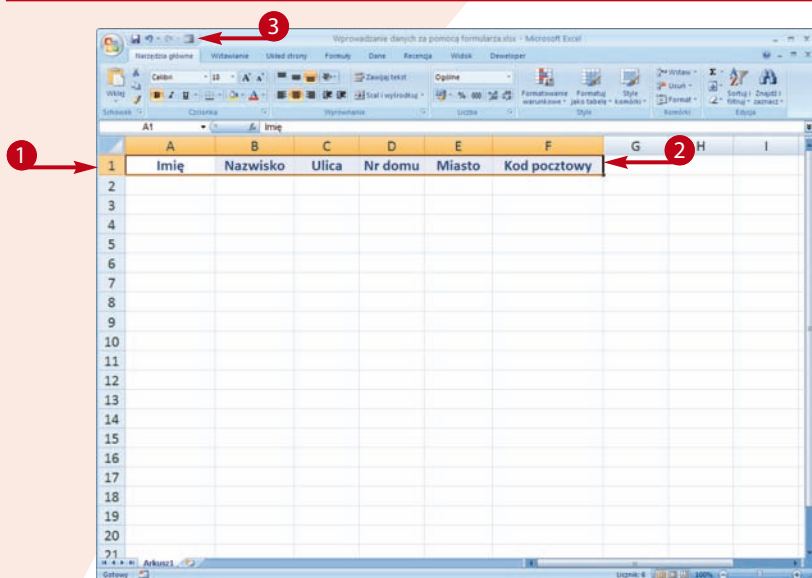 3
Wprowadzanie danych za pomocą formularza.xlsx - Microsoft Excel
Narzędzia główne Wstawianie Układ strony Formuły Dane Recenzja Widok Deweloper
Wklej Calibri 18 Zawijaj tekst Ogólne Formatowanie warunkowe Formatuj jako tabelę Style komórki Wstaw Usuń Format Sortuj i filtruj Znajdź i zaznacz
Scal i wyśrodkuj % 000
Schowek Czcionka Wyrównanie Liczba Style Komórki Edycja
A1 fx Imię
A B C D E F G H I
1 1 Imię Nazwisko Ulica Nr domu Miasto Kod pocztowy 2
2
3
4
5
6
7
8
9
10
11
12
13
14
15
16
17
18
19
20
21
Arkusz1
Gotowy Licznik: 6 100%